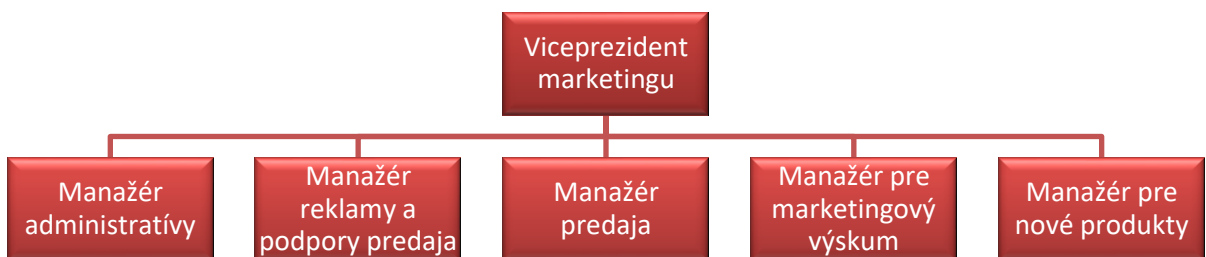 Viceprezident
marketingu
Manažér
administratívy
Manažér
reklamy a
podpory predaja
Manažér
predaja
Manažér pre
marketingový
výskum
Manažér pre
nové produkty